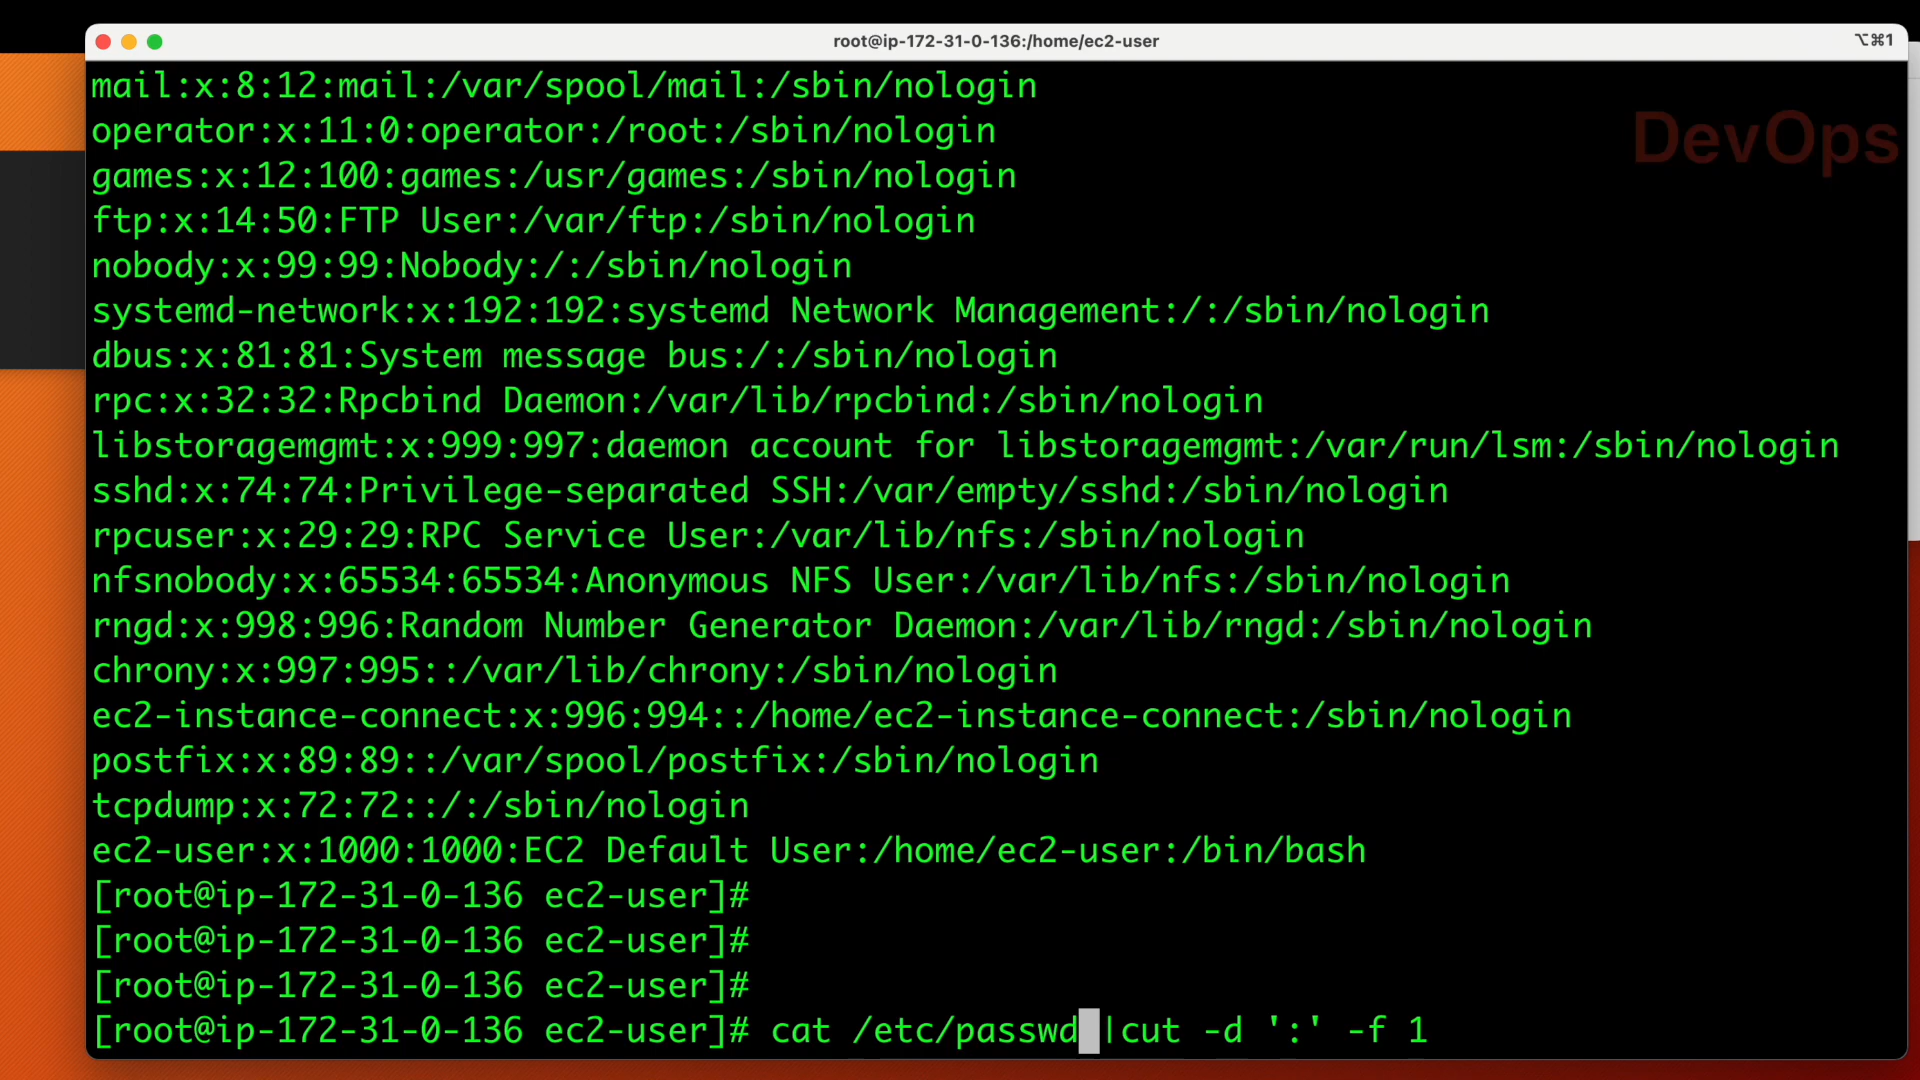 root@ip-172-31-0-136:/home/ec2-user
⌥⌘1
DevOps
mail:x:8:12:mail:/var/spool/mail:/sbin/nologin
operator:x:11:0:operator:/root:/sbin/nologin
games:x:12:100:games:/usr/games:/sbin/nologin
ftp:x:14:50:FTP User:/var/ftp:/sbin/nologin
nobody:x:99:99:Nobody:/:/sbin/nologin
systemd-network:x:192:192:systemd Network Management:/:/sbin/nologin
dbus:x:81:81:System message bus:/:/sbin/nologin
rpc:x:32:32:Rpcbind Daemon:/var/lib/rpcbind:/sbin/nologin
libstoragemgmt:x:999:997:daemon account for libstoragemgmt:/var/run/lsm:/sbin/nologin
sshd:x:74:74:Privilege-separated SSH:/var/empty/sshd:/sbin/nologin
rpcuser:x:29:29:RPC Service User:/var/lib/nfs:/sbin/nologin
nfsnobody:x:65534:65534:Anonymous NFS User:/var/lib/nfs:/sbin/nologin
rngd:x:998:996:Random Number Generator Daemon:/var/lib/rngd:/sbin/nologin
chrony:x:997:995::/var/lib/chrony:/sbin/nologin
ec2-instance-connect:x:996:994::/home/ec2-instance-connect:/sbin/nologin
postfix:x:89:89::/var/spool/postfix:/sbin/nologin
tcpdump:x:72:72::/:/sbin/nologin
ec2-user:x:1000:1000:EC2 Default User:/home/ec2-user:/bin/bash
[root@ip-172-31-0-136 ec2-user]#
[root@ip-172-31-0-136 ec2-user]#
[root@ip-172-31-0-136 ec2-user]#
[root@ip-172-31-0-136 ec2-user]# cat /etc/passwd |cut -d ':' -f 1